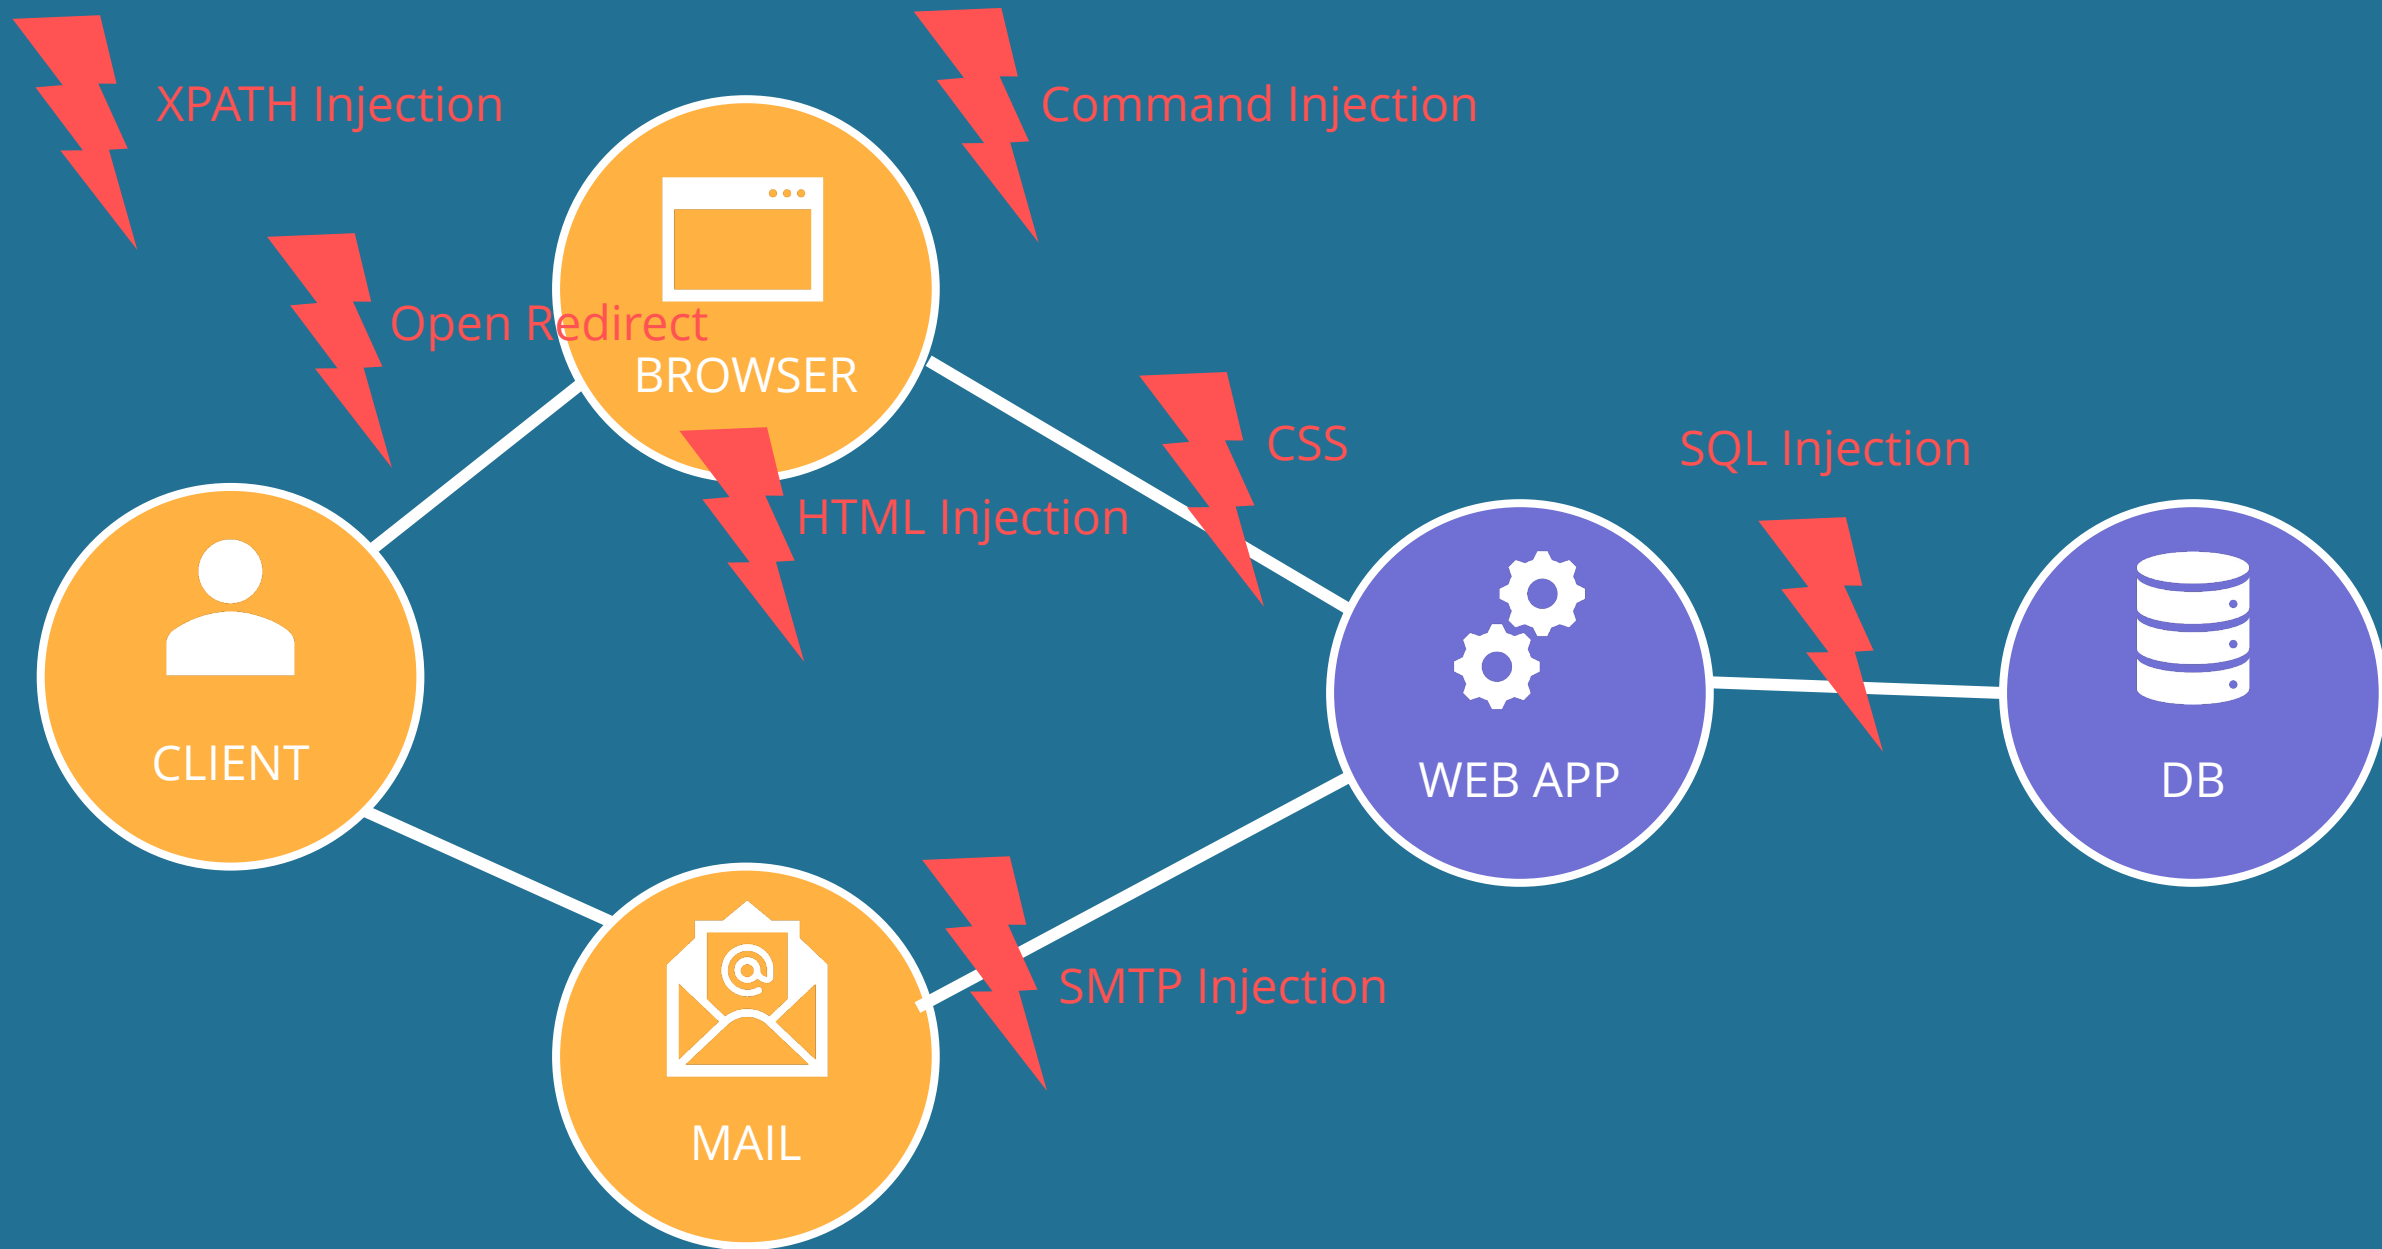 XPATH Injection
Command Injection
Open Redirect
BROWSER
CSS
SQL Injection
HTML Injection
CLIENT
WEB APP
DB
SMTP Injection
MAIL